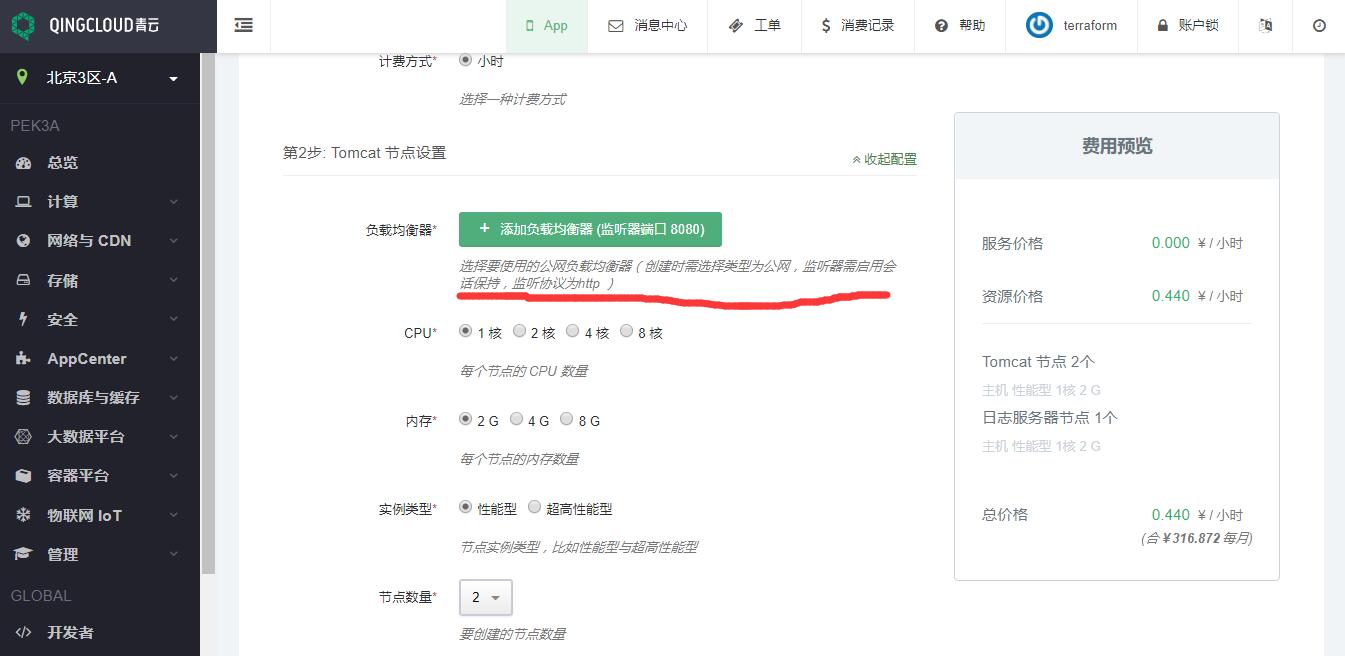 QINGCLOUD青云
App
消息中心
工单
消费记录
帮助
terraform
账户锁
北京3区-A
PEK3A
总览
计算
网络与 CDN
存储
安全
AppCenter
数据库与缓存
大数据平台
容器平台
物联网 IoT
管理
GLOBAL
开发者
计费方式* 小时
选择一种计费方式
第2步: Tomcat 节点设置
收起配置
负载均衡器* + 添加负载均衡器 (监听器端口 8080)
选择要使用的公网负载均衡器（创建时需选择类型为公网，监听器需启用会
话保持，监听协议为http ）
CPU* 1 核 2 核 4 核 8 核
每个节点的 CPU 数量
内存* 2 G 4 G 8 G
每个节点的内存数量
实例类型* 性能型 超高性能型
节点实例类型，比如性能型与超高性能型
节点数量* 2
要创建的节点数量
费用预览
服务价格 0.000 ¥ / 小时
资源价格 0.440 ¥ / 小时
Tomcat 节点 2个
主机 性能型 1核 2 G
日志服务器节点 1个
主机 性能型 1核 2 G
总价格 0.440 ¥ / 小时
(合 ¥ 316.872 每月)